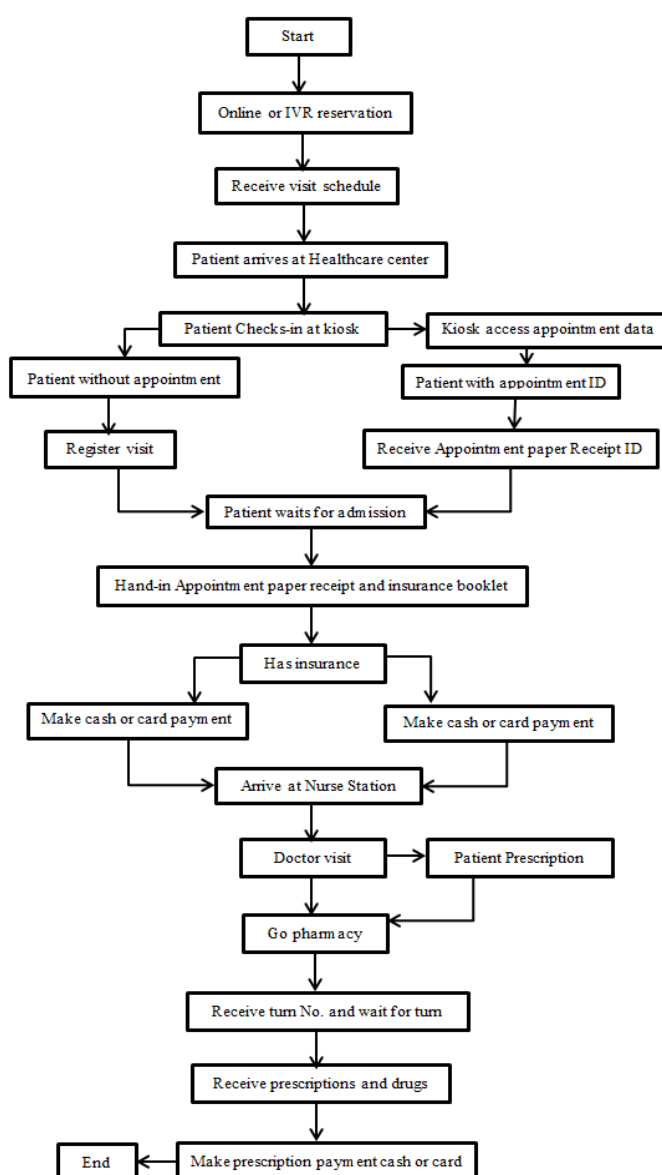 Start
Online or IVR reservation
Receive visit schedule
Patient arrives at Healthcare center
Patient Checks-in at kiosk
Kiosk access appointment data
Patient without appointment
Patient with appointment ID
Register visit
Receive Appointment paper Receipt ID
Patient waits for admission
Hand-in Appointment paper receipt and insurance booklet
Has insurance
Make cash or card payment
Make cash or card payment
Arrive at Nurse Station
Doctor visit
Patient Prescription
Go pharmacy
Receive turn No. and wait for turn
Receive prescriptions and drugs
End
Make prescription payment cash or card